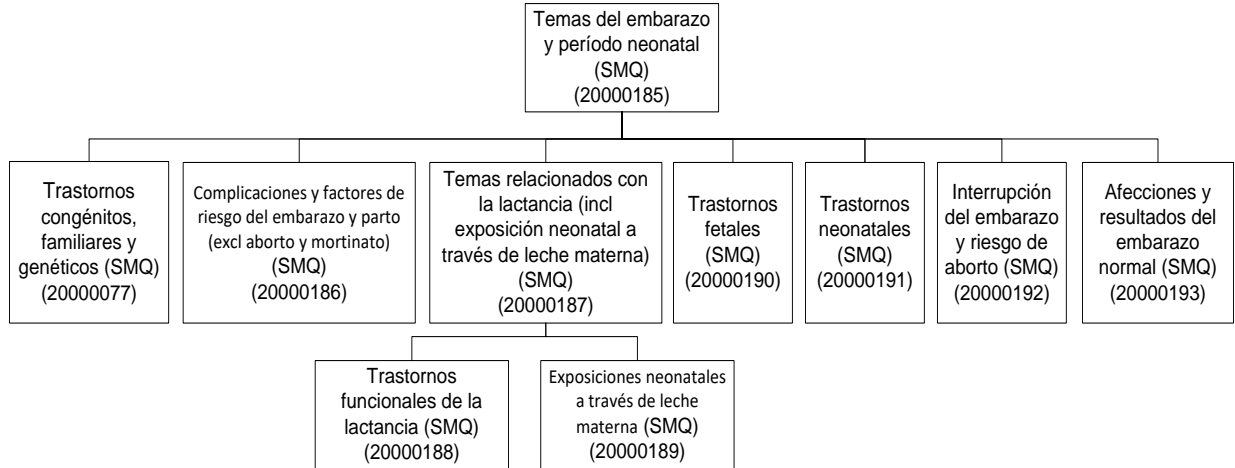 Temas del embarazo
y período neonatal
(SMQ)
(20000185)
Trastornos
congénitos,
familiares y
genéticos (SMQ)
(20000077)
Complicaciones y factores de
riesgo del embarazo y parto
(excl aborto y mortinato)
(SMQ)
(20000186)
Temas relacionados con
la lactancia (incl
exposición neonatal a
través de leche materna)
(SMQ)
(20000187)
Trastornos
fetales
(SMQ)
(20000190)
Trastornos
neonatales
(SMQ)
(20000191)
Interrupción
del embarazo
y riesgo de
aborto (SMQ)
(20000192)
Afecciones y
resultados del
embarazo
normal (SMQ)
(20000193)
Trastornos
funcionales de la
lactancia (SMQ)
(20000188)
Exposiciones neonatales
a través de leche
materna (SMQ)
(20000189)